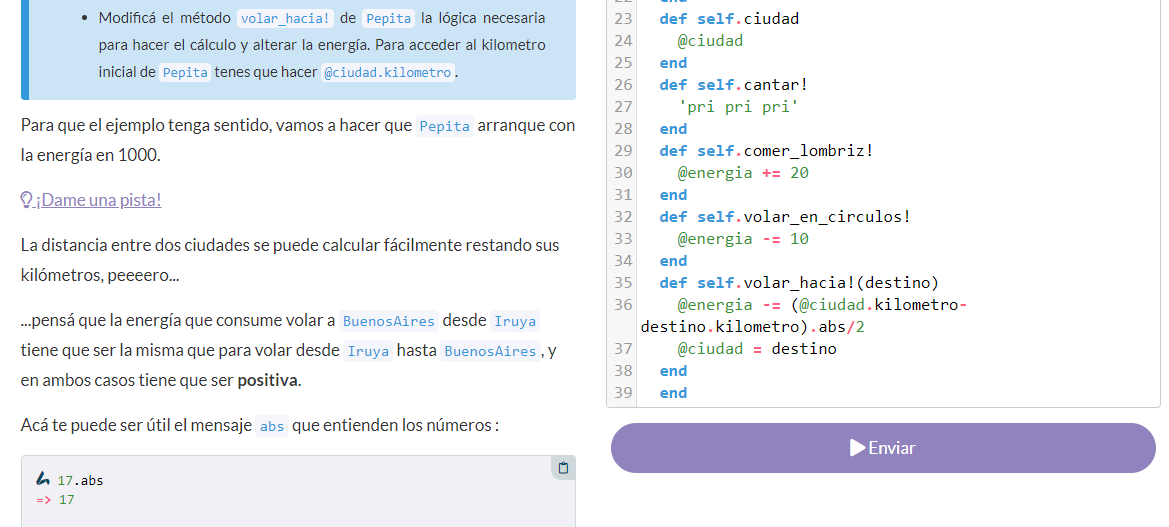 • Modificá el método volar_hacia! de Pepita la lógica necesaria
para hacer el cálculo y alterar la energía. Para acceder al kilometro
inicial de Pepita tenes que hacer @ciudad.kilometro.
Para que el ejemplo tenga sentido, vamos a hacer que Pepita arranque con
la energía en 1000.
¡Dame una pista!
La distancia entre dos ciudades se puede calcular fácilmente restando sus
kilómetros, peeeero...
...pensá que la energía que consume volar a BuenosAires desde Iruya
tiene que ser la misma que para volar desde Iruya hasta BuenosAires, y
en ambos casos tiene que ser positiva.
Acá te puede ser útil el mensaje abs que entienden los números :
17.abs
=> 17
23 def self.ciudad
24 @ciudad
25 end
26 def self.cantar!
27 'pri pri pri'
28 end
29 def self.comer_lombriz!
30 @energia += 20
31 end
32 def self.volar_en_circulos!
33 @energia -= 10
34 end
35 def self.volar_hacia!(destino)
36 @energia -= (@ciudad.kilometro-
destino.kilometro).abs/2
37 @ciudad = destino
38 end
39 end
Enviar